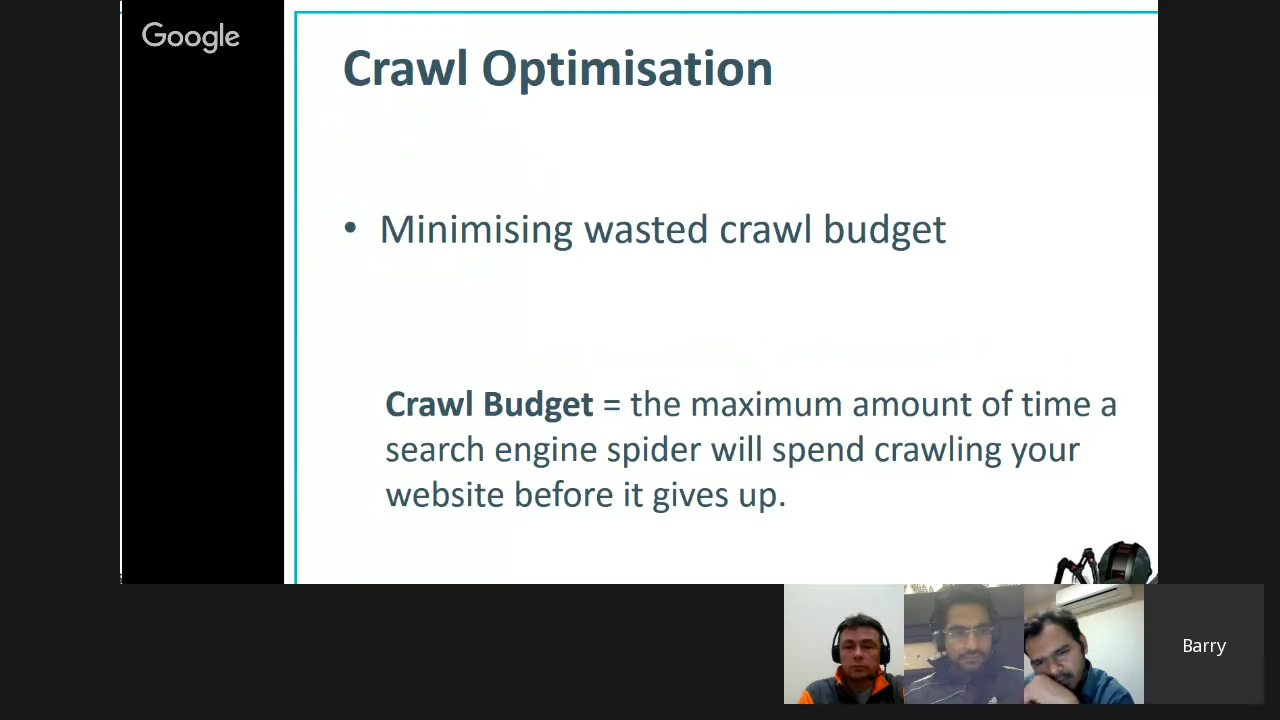 Google
Crawl Optimisation
• Minimising wasted crawl budget
Crawl Budget = the maximum amount of time a
search engine spider will spend crawling your
website before it gives up.
Barry